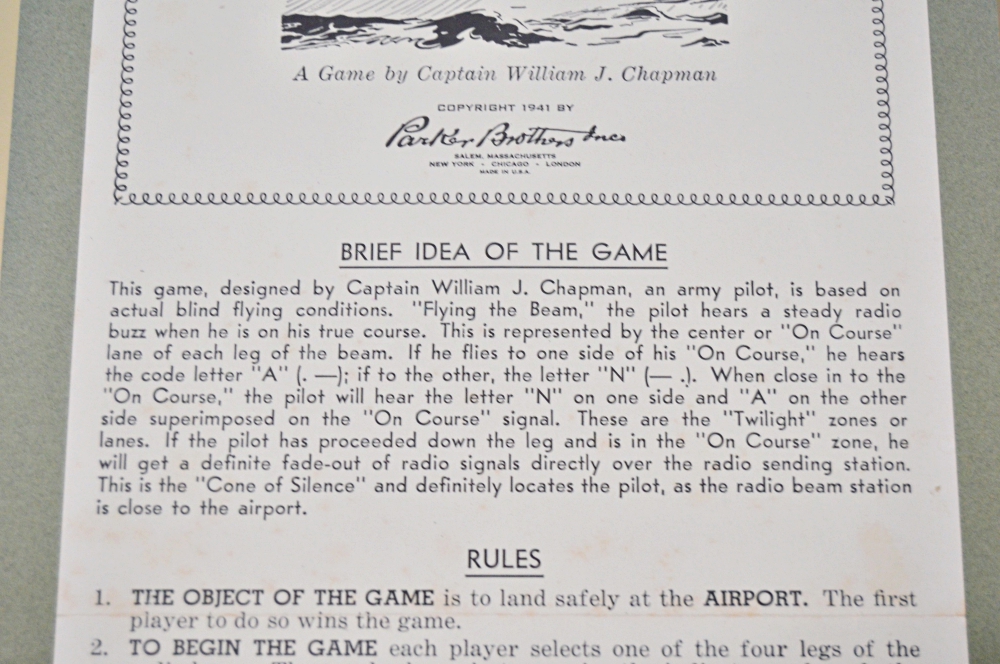 A Game by Captain William J. Chapman
COPYRIGHT 1941 BY
Parker Brothers Inc
SALEM, MASSACHUSETTS
NEW YORK - CHICAGO - LONDON
MADE IN U.S.A.
BRIEF IDEA OF THE GAME
This game, designed by Captain William J. Chapman, an army pilot, is based on
actual blind flying conditions. "Flying the Beam," the pilot hears a steady radio
buzz when he is on his true course. This is represented by the center or "On Course"
lane of each leg of the beam. If he flies to one side of his "On Course," he hears
the code letter "A" (. —); if to the other, the letter "N" (— .). When close in to the
"On Course," the pilot will hear the letter "N" on one side and "A" on the other
side superimposed on the "On Course" signal. These are the "Twilight" zones or
lanes. If the pilot has proceeded down the leg and is in the "On Course" zone, he
will get a definite fade-out of radio signals directly over the radio sending station.
This is the "Cone of Silence" and definitely locates the pilot, as the radio beam station
is close to the airport.
RULES
1. THE OBJECT OF THE GAME is to land safely at the AIRPORT. The first
player to do so wins the game.
2. TO BEGIN THE GAME each player selects one of the four legs of the